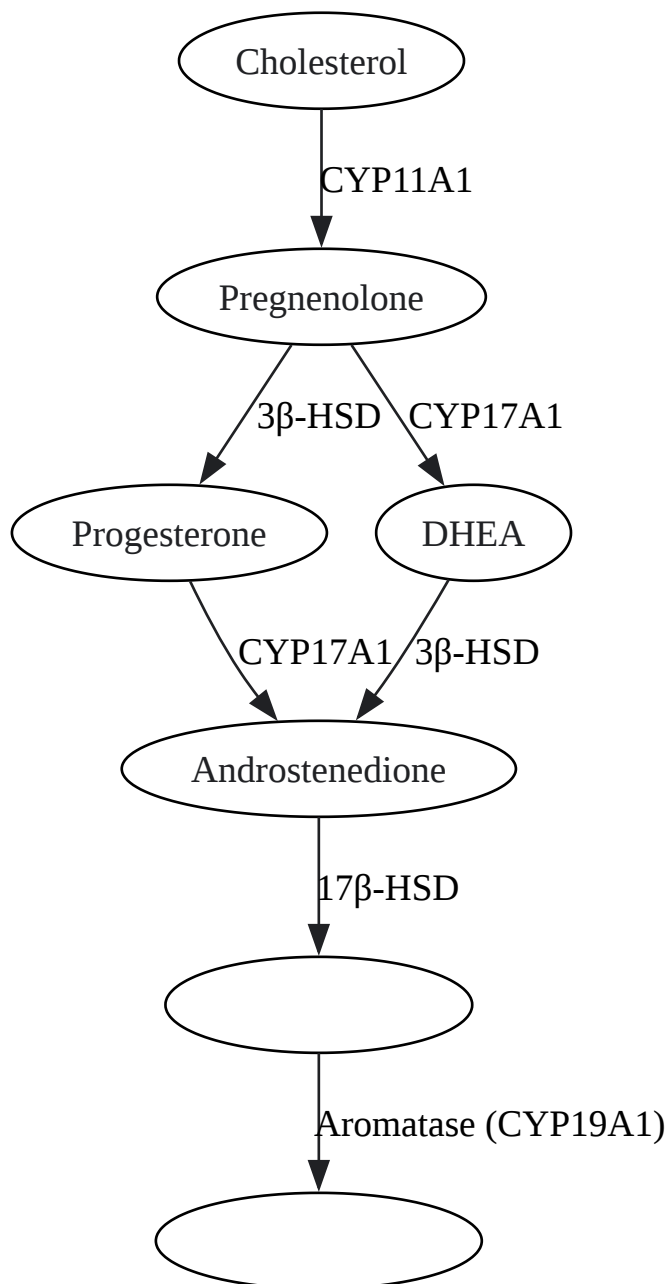 Cholesterol
CYP11A1
Pregnenolone
3β-HSD
CYP17A1
Progesterone
DHEA
CYP17A1
3β-HSD
Androstenedione
17β-HSD
Aromatase (CYP19A1)